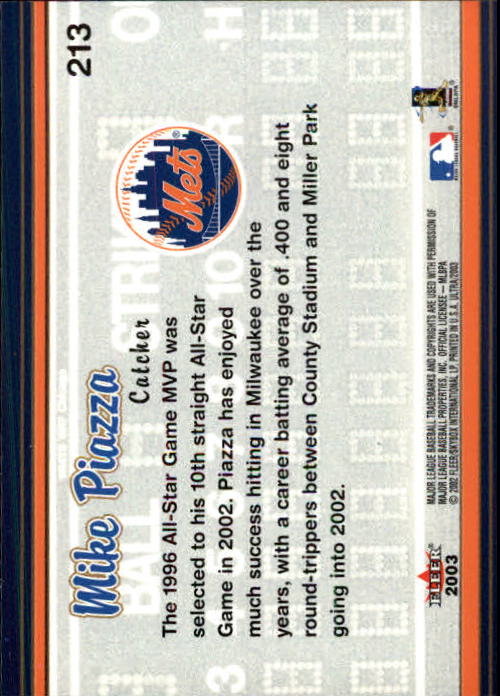 213
Mike Piazza
Catcher
Mets
The 1996 All-Star Game MVP was
selected to his 10th straight All-Star
Game in 2002. Piazza has enjoyed
much success hitting in Milwaukee over the
years, with a career batting average of .400 and eight
round-trippers between County Stadium and Miller Park
going into 2002.
FLEER
2003
MAJOR LEAGUE BASEBALL TRADEMARKS AND COPYRIGHTS ARE USED WITH PERMISSION OF
MAJOR LEAGUE BASEBALL PROPERTIES, INC. OFFICIAL LICENSEE — MLBPA
© 2002 FLEER/SKYBOX INTERNATIONAL LP, PRINTED IN U.S.A. ULTRA2003